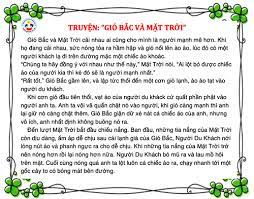 TRUYỆN: "GIÓ BẮC VÀ MẶT TRỜI"
Gió Bắc và Mặt Trời cãi nhau ai cũng cho mình là người mạnh mẽ hơn. Khi
họ đang cãi nhau, sức nóng tỏa ra hầm hập và gió nổi lên ào ào, lúc đó có một
người khách lạ đi trên đường mặc một chiếc áo khoác.
"Chúng ta hãy đồng ý với nhau như thế này," Mặt Trời nói, "Ai lột bỏ được chiếc
áo của người kia thì kẻ đó sẽ là người mạnh nhất."
"Rất tốt," Gió Bắc gầm lên, và lập tức thổi một cơn gió lạnh, ào ào tạt vào
người du khách.
Khi cơn gió đầu tiên thổi, vạt áo của người du khách cứ quất phần phật vào
người anh ta. Anh ta vội vã quấn chặt nó vào người, khi gió càng mạnh thì anh
lại giữ nó càng chặt thêm, Gió Bắc giận dữ xé nát cả chiếc áo của anh, nhưng
vô ích, anh nhất định không buông nó ra.
Đến lượt Mặt Trời bắt đầu chiếu nắng. Ban đầu, những tia nắng của Mặt Trời
còn dịu dàng, ấm áp dễ chịu sau cái lạnh giá của Gió Bắc, Người Du Khách nới
lỏng nút áo và phanh ngực ra cho dễ chịu. Khi những tia nắng của Mặt Trời trở
nên nóng hơn rồi lại nóng hơn nữa. Người Du Khách bỏ mũ ra và lau mồ hôi
trên mặt. Cuối cùng nóng quá anh ta lột luôn cả chiếc áo ra, chạy nhanh tới một
gốc cây to có bóng mát bên đường.